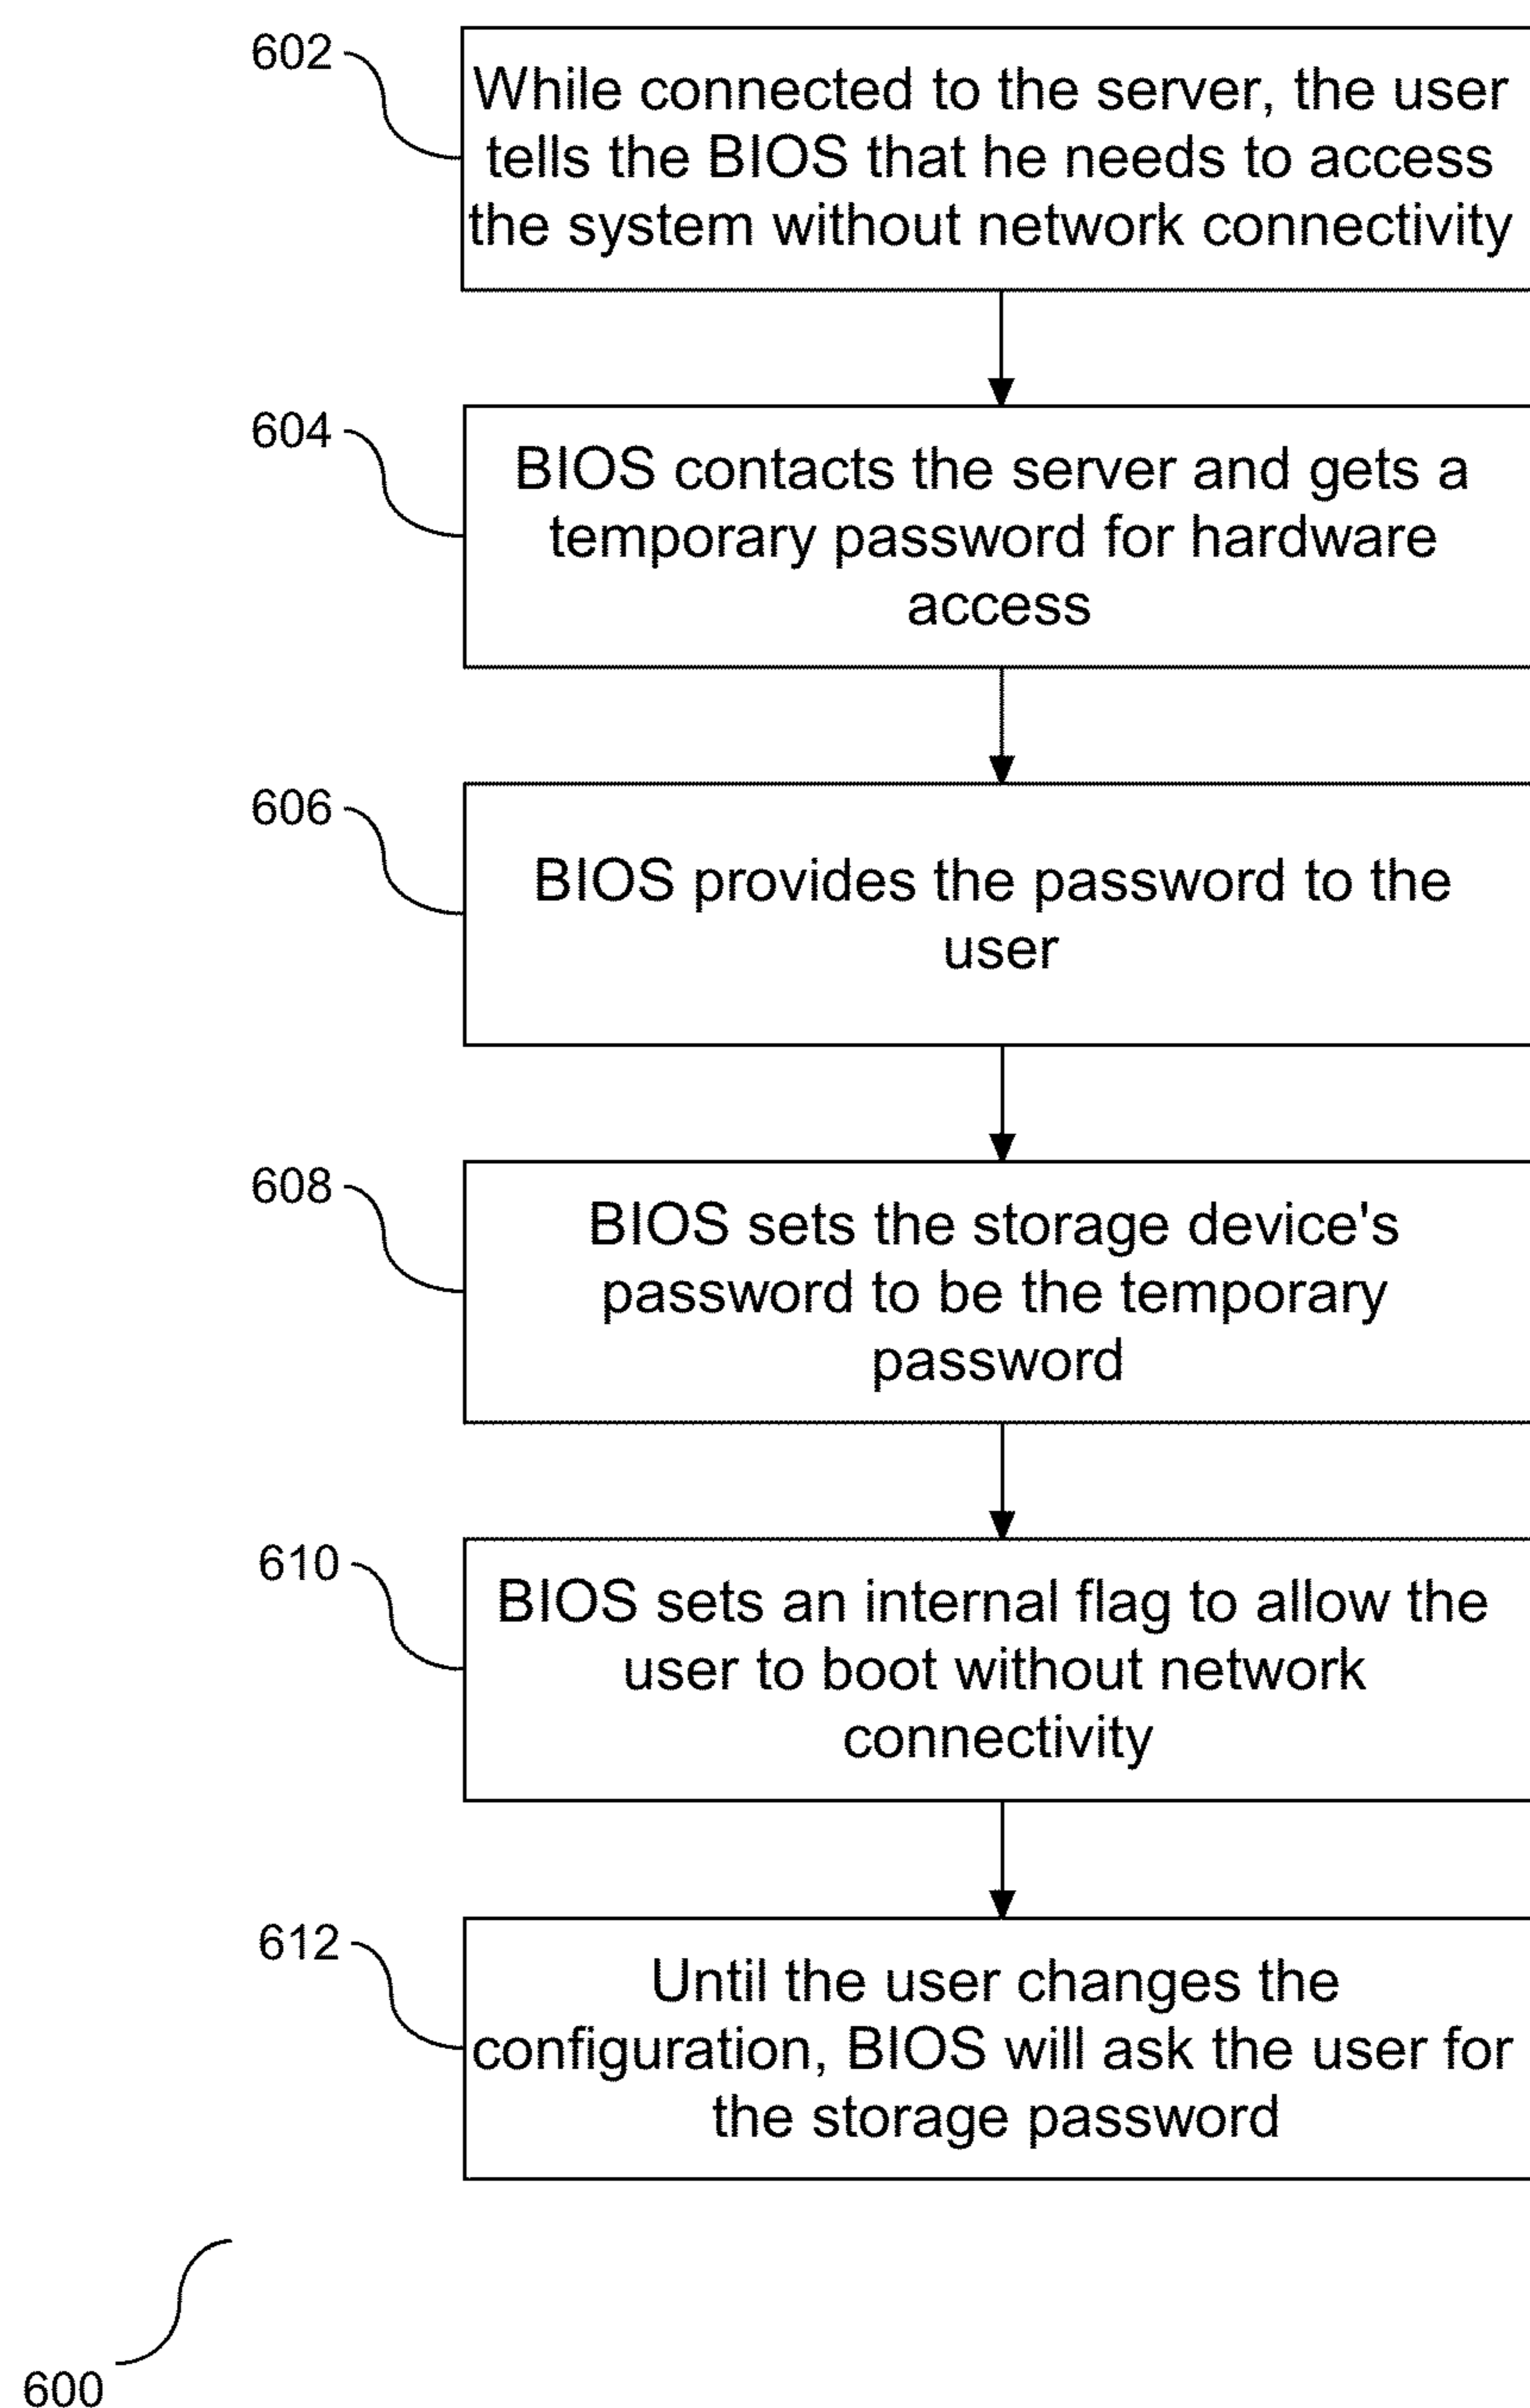 602
While connected to the server, the user
tells the BIOS that he needs to access
the system without network connectivity
604
BIOS contacts the server and gets a
temporary password for hardware
access
606
BIOS provides the password to the
user
608
BIOS sets the storage device's
password to be the temporary
password
610
BIOS sets an internal flag to allow the
user to boot without network
connectivity
612
Until the user changes the
configuration, BIOS will ask the user for
the storage password
600